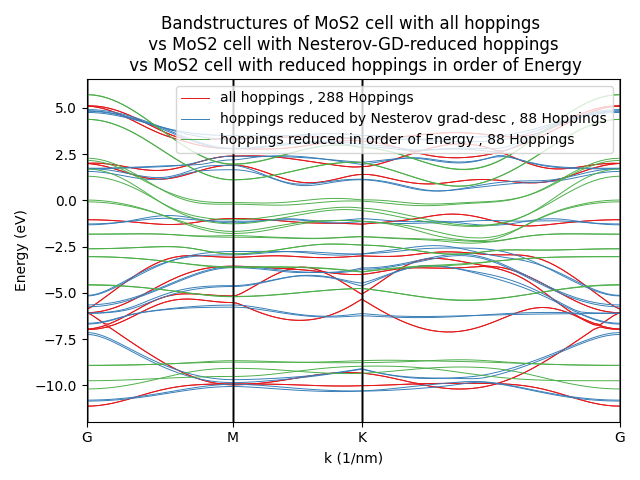 Bandstructures of MoS2 cell with all hoppings
vs MoS2 cell with Nesterov-GD-reduced hoppings
vs MoS2 cell with reduced hoppings in order of Energy
all hoppings , 288 Hoppings
hoppings reduced by Nesterov grad-desc , 88 Hoppings
hoppings reduced in order of Energy , 88 Hoppings
Energy (eV)
5.0
2.5
0.0
−2.5
−5.0
−7.5
−10.0
G M K G
k (1/nm)